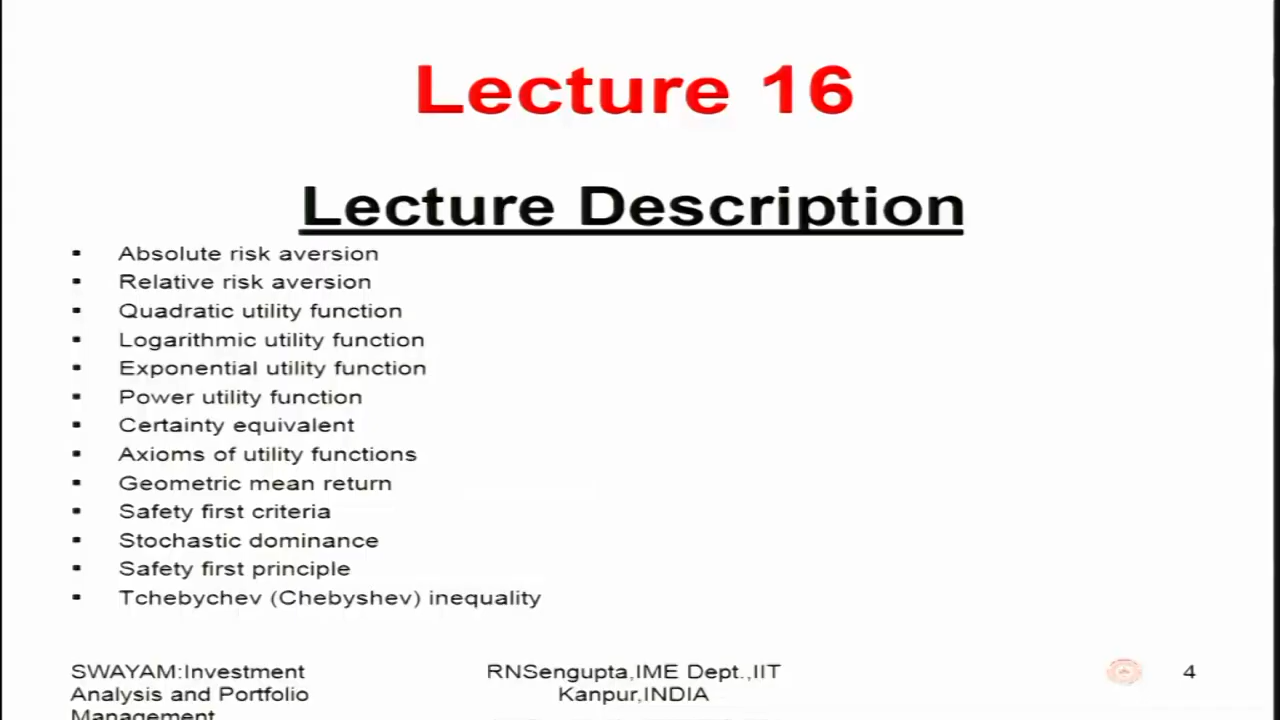 Lecture 16
Lecture Description
▪ Absolute risk aversion
▪ Relative risk aversion
▪ Quadratic utility function
▪ Logarithmic utility function
▪ Exponential utility function
▪ Power utility function
▪ Certainty equivalent
▪ Axioms of utility functions
▪ Geometric mean return
▪ Safety first criteria
▪ Stochastic dominance
▪ Safety first principle
▪ Tchebychev (Chebyshev) inequality
SWAYAM:Investment
Analysis and Portfolio
Management
RNSengupta,IME Dept.,IIT
Kanpur,INDIA
4